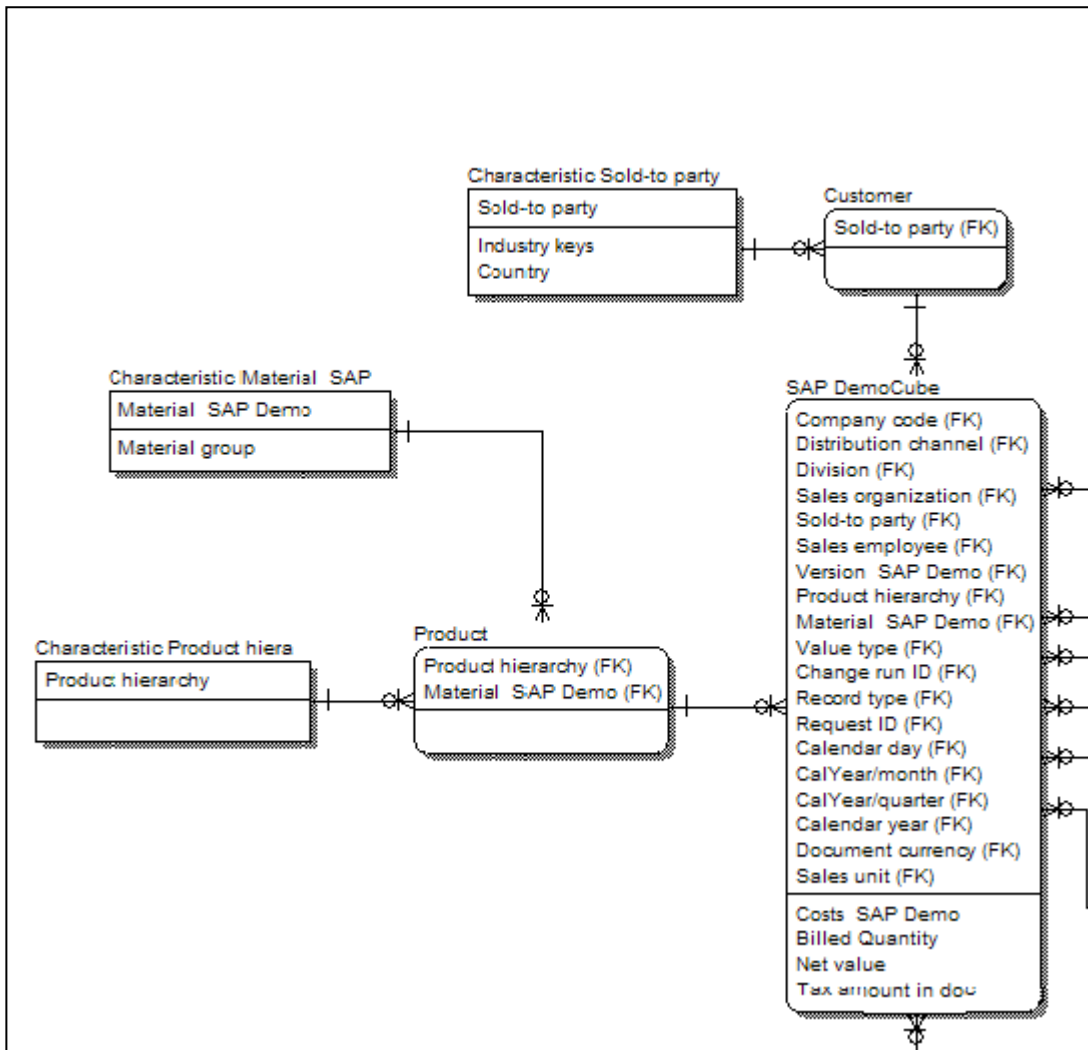 Characteristic Sold-to party
Sold-to party
Industry keys
Country
Customer
Sold-to party (FK)
Characteristic Material SAP
Material SAP Demo
Material group
Characteristic Product hiera
Product hierarchy
Product
Product hierarchy (FK)
Material SAP Demo (FK)
SAP DemoCube
Company code (FK)
Distribution channel (FK)
Division (FK)
Sales organization (FK)
Sold-to party (FK)
Sales employee (FK)
Version SAP Demo (FK)
Product hierarchy (FK)
Material SAP Demo (FK)
Value type (FK)
Change run ID (FK)
Record type (FK)
Request ID (FK)
Calendar day (FK)
CalYear/month (FK)
CalYear/quarter (FK)
Calendar year (FK)
Document currency (FK)
Sales unit (FK)
Costs SAP Demo
Billed Quantity
Net value
Tax amount in doc